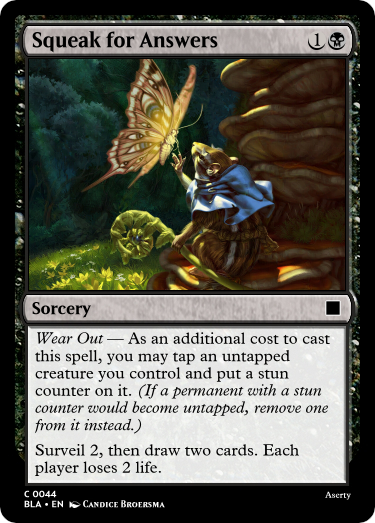 Squeak for Answers 1
Sorcery
Wear Out — As an additional cost to cast
this spell, you may tap an untapped
creature you control and put a stun
counter on it. (If a permanent with a stun
counter would become untapped, remove one
from it instead.)
Surveil 2, then draw two cards. Each
player loses 2 life.
C 0044
BLA • EN Candice Broersma
Aserty